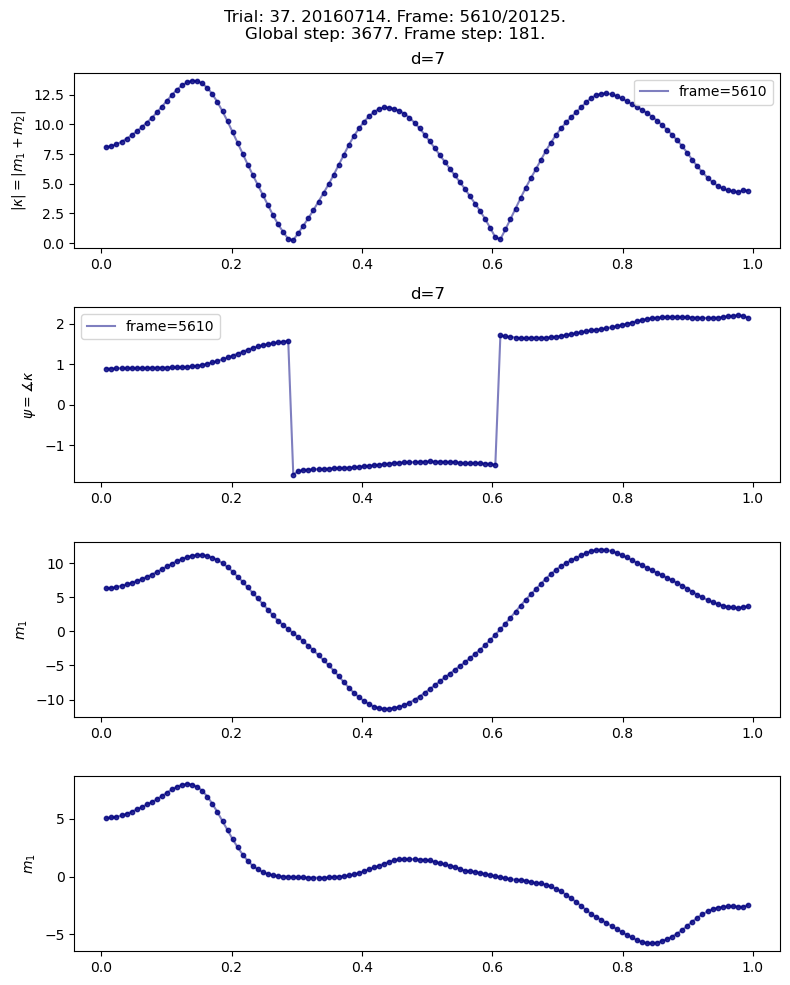 Trial: 37. 20160714. Frame: 5610/20125.
Global step: 3677. Frame step: 181.
d=7
|κ| = |m₁ + m₂|
12.5
10.0
7.5
5.0
2.5
0.0
frame=5610
0.0 0.2 0.4 0.6 0.8 1.0
d=7
ψ = ∡κ
2
1
0
−1
frame=5610
0.0 0.2 0.4 0.6 0.8 1.0
m₁
10
5
0
−5
−10
0.0 0.2 0.4 0.6 0.8 1.0
m₁
5
0
−5
0.0 0.2 0.4 0.6 0.8 1.0